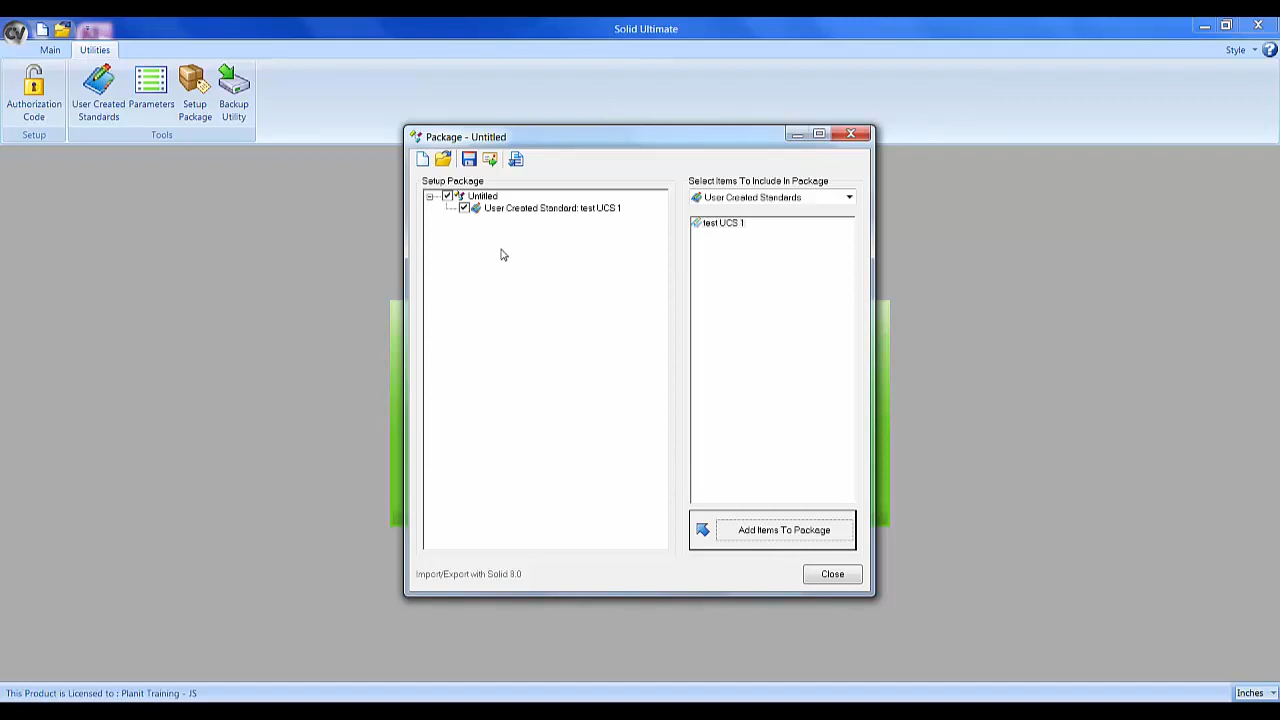 CV
Solid Ultimate
Main
Utilities
Style
Authorization Code
User Created Standards
Parameters
Setup Package
Backup Utility
Setup
Tools
Package - Untitled
Setup Package
Untitled
User Created Standard: test UCS 1
Select Items To Include In Package
User Created Standards
test UCS 1
Add Items To Package
Import/Export with Solid 8.0
Close
This Product is Licensed to : Planit Training - JS
Inches